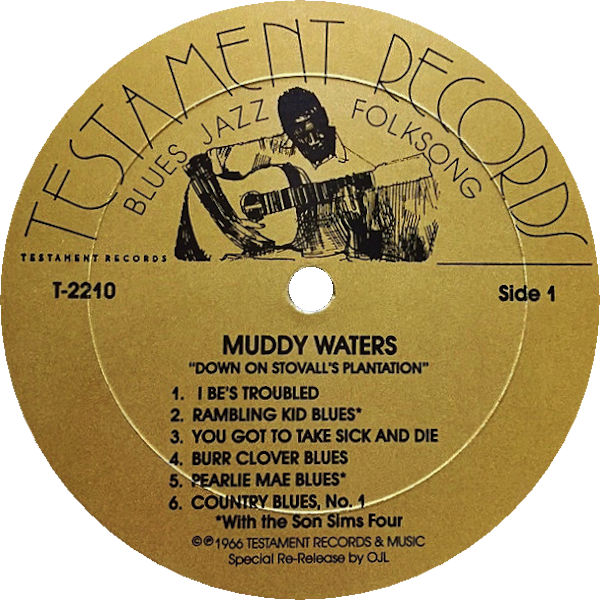 TESTAMENT RECORDS
BLUES JAZZ FOLKSONG
TESTAMENT RECORDS
T-2210
Side 1
MUDDY WATERS
"DOWN ON STOVALL'S PLANTATION"
1. I BE'S TROUBLED
2. RAMBLING KID BLUES*
3. YOU GOT TO TAKE SICK AND DIE
4. BURR CLOVER BLUES
5. PEARLIE MAE BLUES*
6. COUNTRY BLUES, No. 1
*With the Son Sims Four
©℗1966 TESTAMENT RECORDS & MUSIC
Special Re-Release by OJL